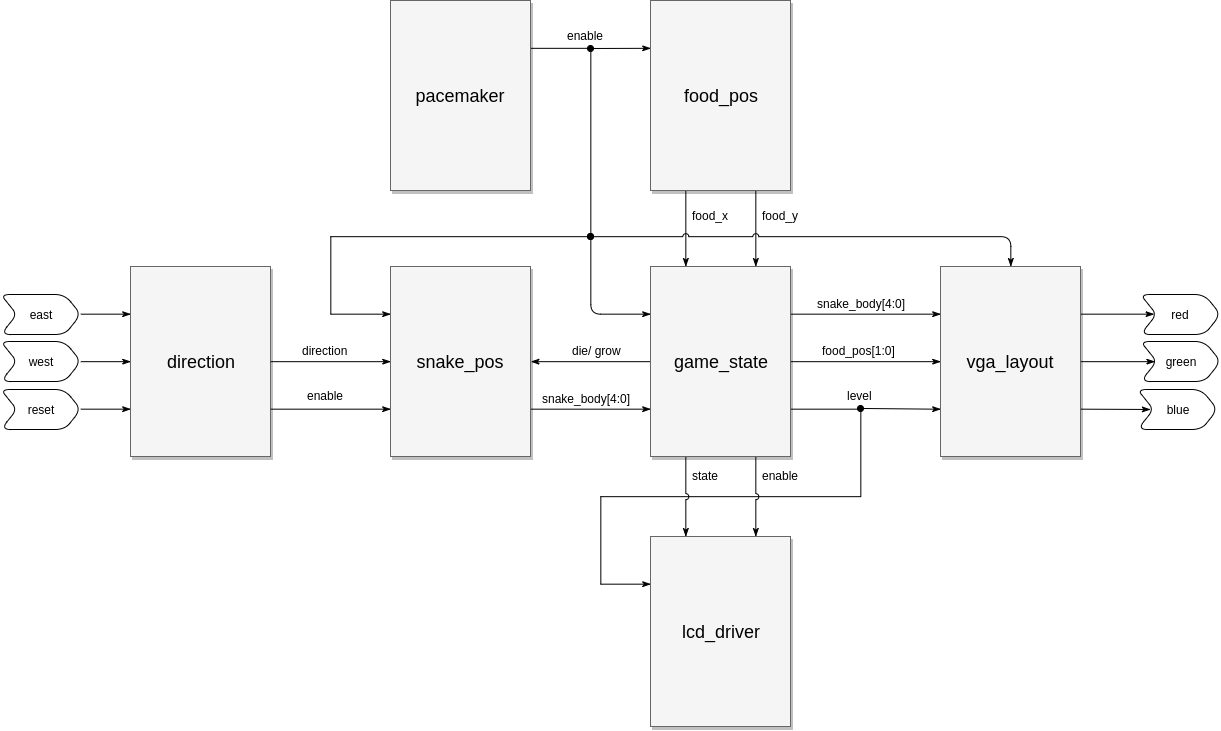 enable
pacemaker
food_pos
food_x
food_y
east
west
reset
direction
direction
enable
snake_pos
die/ grow
snake_body[4:0]
game_state
snake_body[4:0]
food_pos[1:0]
level
vga_layout
red
green
blue
state
enable
lcd_driver